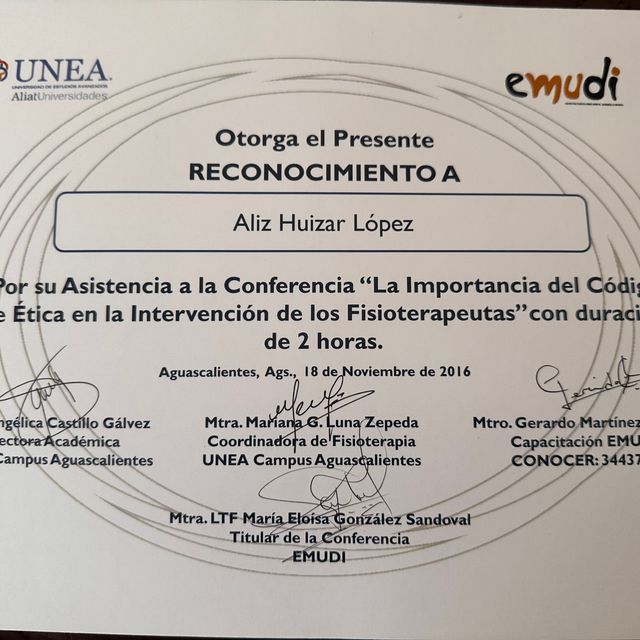 UNEA.
UNIVERSIDAD DE ESTUDIOS AVANZADOS
AliatUniversidades
emudi
Otorga el Presente
RECONOCIMIENTO A
Aliz Huizar López
Por su Asistencia a la Conferencia “La Importancia del Códig
e Ética en la Intervención de los Fisioterapeutas”con duraci
de 2 horas.
Aguascalientes, Ags., 18 de Noviembre de 2016
ngélica Castillo Gálvez
ectora Académica
Campus Aguascalientes
Mtra. Mariana G. Luna Zepeda
Coordinadora de Fisioterapia
UNEA Campus Aguascalientes
Mtro. Gerardo Martínez
Capacitación EMU
CONOCER: 34437
Mtra. LTF María Eloísa González Sandoval
Titular de la Conferencia
EMUDI